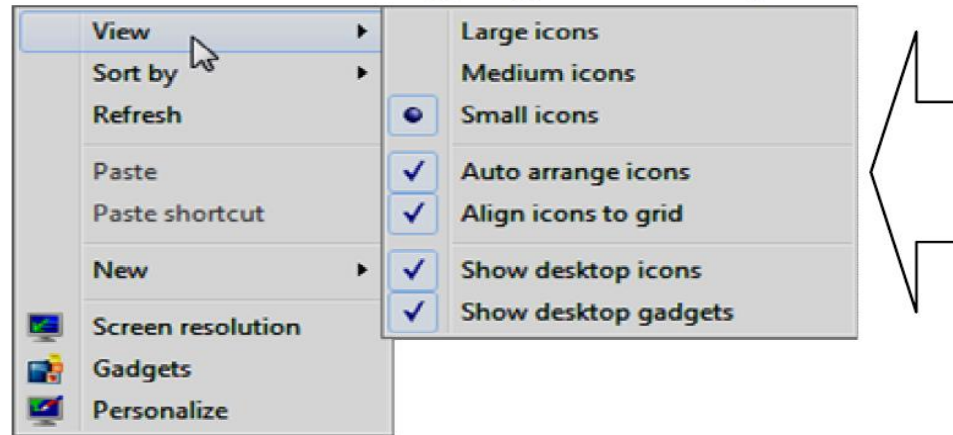 View
Sort by
Refresh
Paste
Paste shortcut
New
Screen resolution
Gadgets
Personalize
Large icons
Medium icons
Small icons
Auto arrange icons
Align icons to grid
Show desktop icons
Show desktop gadgets